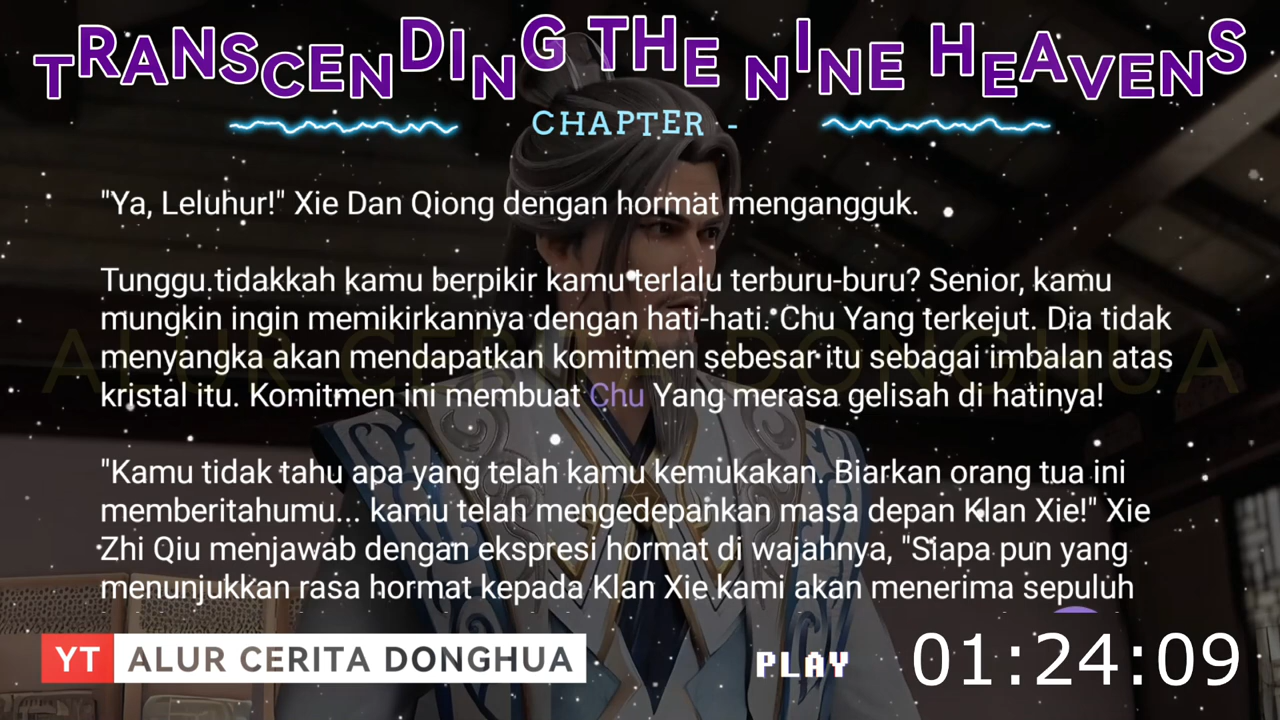 TRANSCENDING THE NINE HEAVENS
CHAPTER -
"Ya, Leluhur!" Xie Dan Qiong dengan hormat mengangguk.
Tunggu.tidakkah kamu berpikir kamu terlalu terburu-buru? Senior, kamu
mungkin ingin memikirkannya dengan hati-hati. Chu Yang terkejut. Dia tidak
menyangka akan mendapatkan komitmen sebesar itu sebagai imbalan atas
kristal itu. Komitmen ini membuat Chu Yang merasa gelisah di hatinya!
ALUR CERITA DONGHUA
"Kamu tidak tahu apa yang telah kamu kemukakan. Biarkan orang tua ini
memberitahumu... kamu telah mengedepankan masa depan Klan Xie!" Xie
Zhi Qiu menjawab dengan ekspresi hormat di wajahnya, "Siapa pun yang
menunjukkan rasa hormat kepada Klan Xie.kami akan menerima sepuluh
YT ALUR CERITA DONGHUA
PLAY 01:24:09